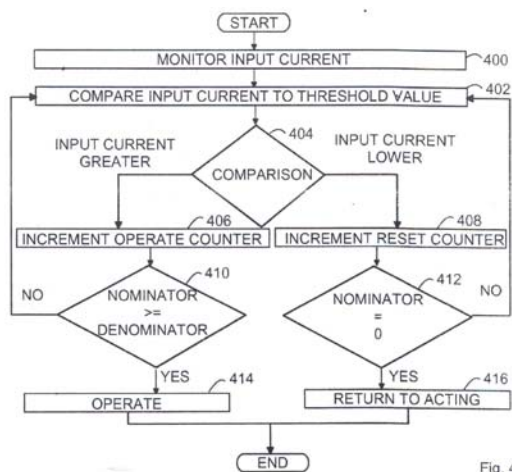 START
MONITOR INPUT CURRENT
400
COMPARE INPUT CURRENT TO THRESHOLD VALUE
402
404
INPUT CURRENT
GREATER
COMPARISON
INPUT CURRENT
LOWER
406
INCREMENT OPERATE COUNTER
408
INCREMENT RESET COUNTER
410
NO
NOMINATOR
>=
DENOMINATOR
412
NOMINATOR
=
0
NO
YES
414
OPERATE
YES
416
RETURN TO ACTING
END
Fig. 4